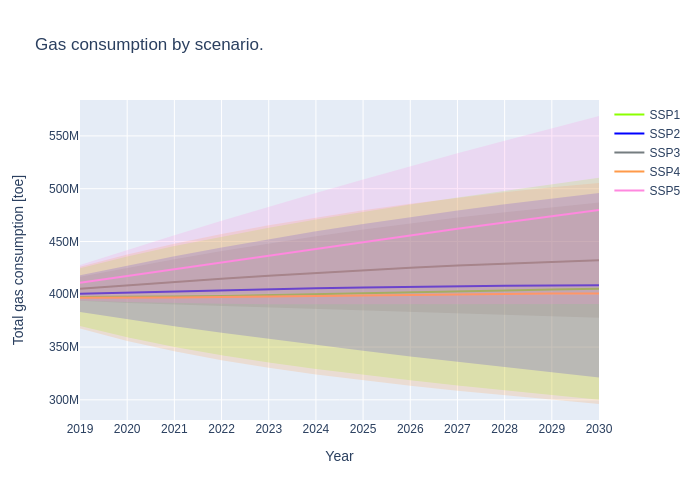 Gas consumption by scenario.
550M
500M
450M
400M
350M
300M
Total gas consumption [toe]
2019 2020 2021 2022 2023 2024 2025 2026 2027 2028 2029 2030
Year
SSP1
SSP2
SSP3
SSP4
SSP5